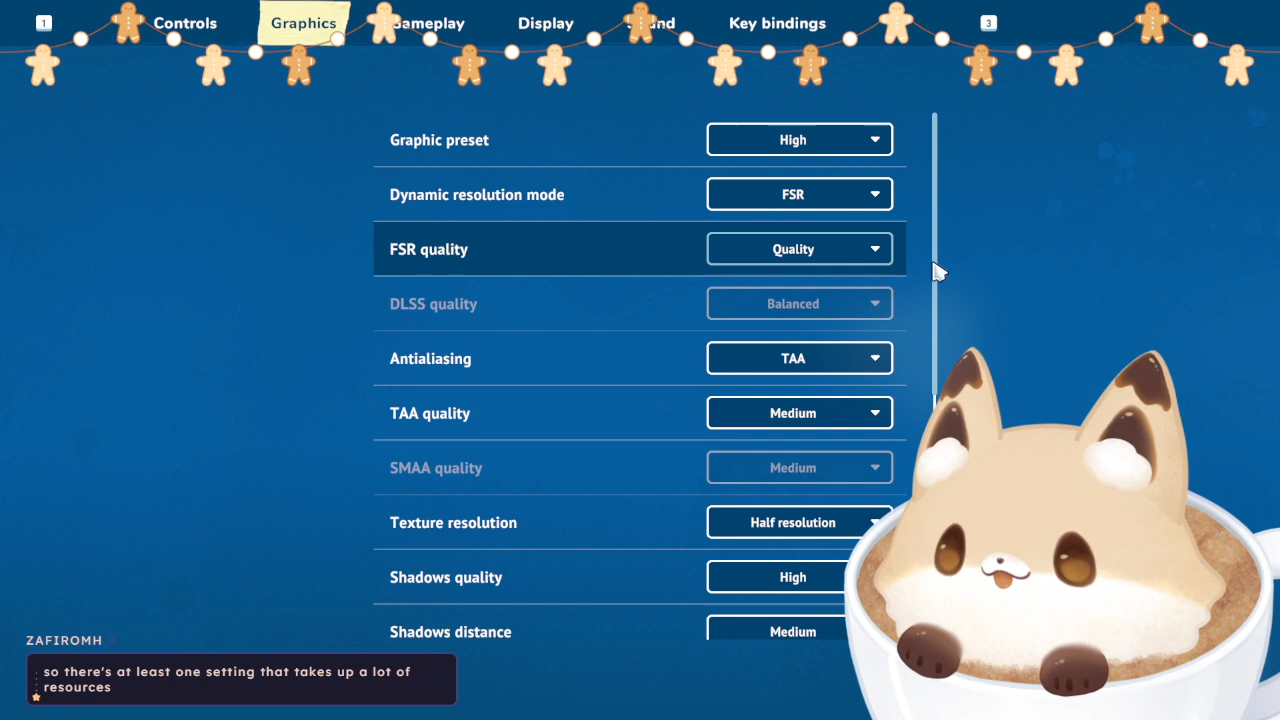 1
Controls
Graphics
Gameplay
Display
Sound
Key bindings
3
Graphic preset
High
Dynamic resolution mode
FSR
FSR quality
Quality
DLSS quality
Balanced
Antialiasing
TAA
TAA quality
Medium
SMAA quality
Medium
Texture resolution
Half resolution
Shadows quality
High
Shadows distance
Medium
ZAFIROMH
so there's at least one setting that takes up a lot of
resources